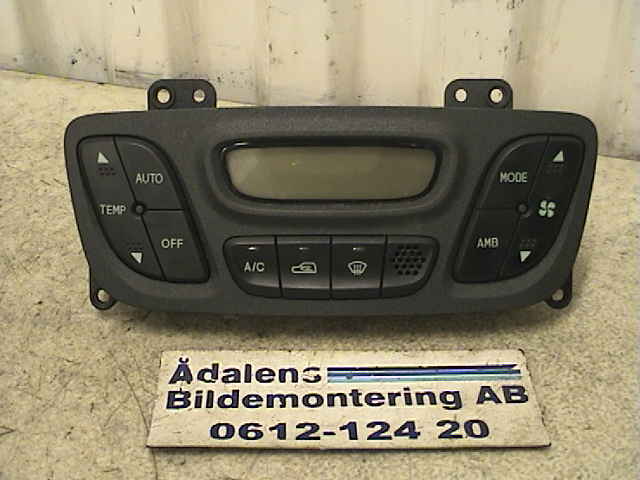 AUTO
MODE
TEMP
OFF
AMB
A/C
Ådalens
Bildemontering AB
0612-124 20